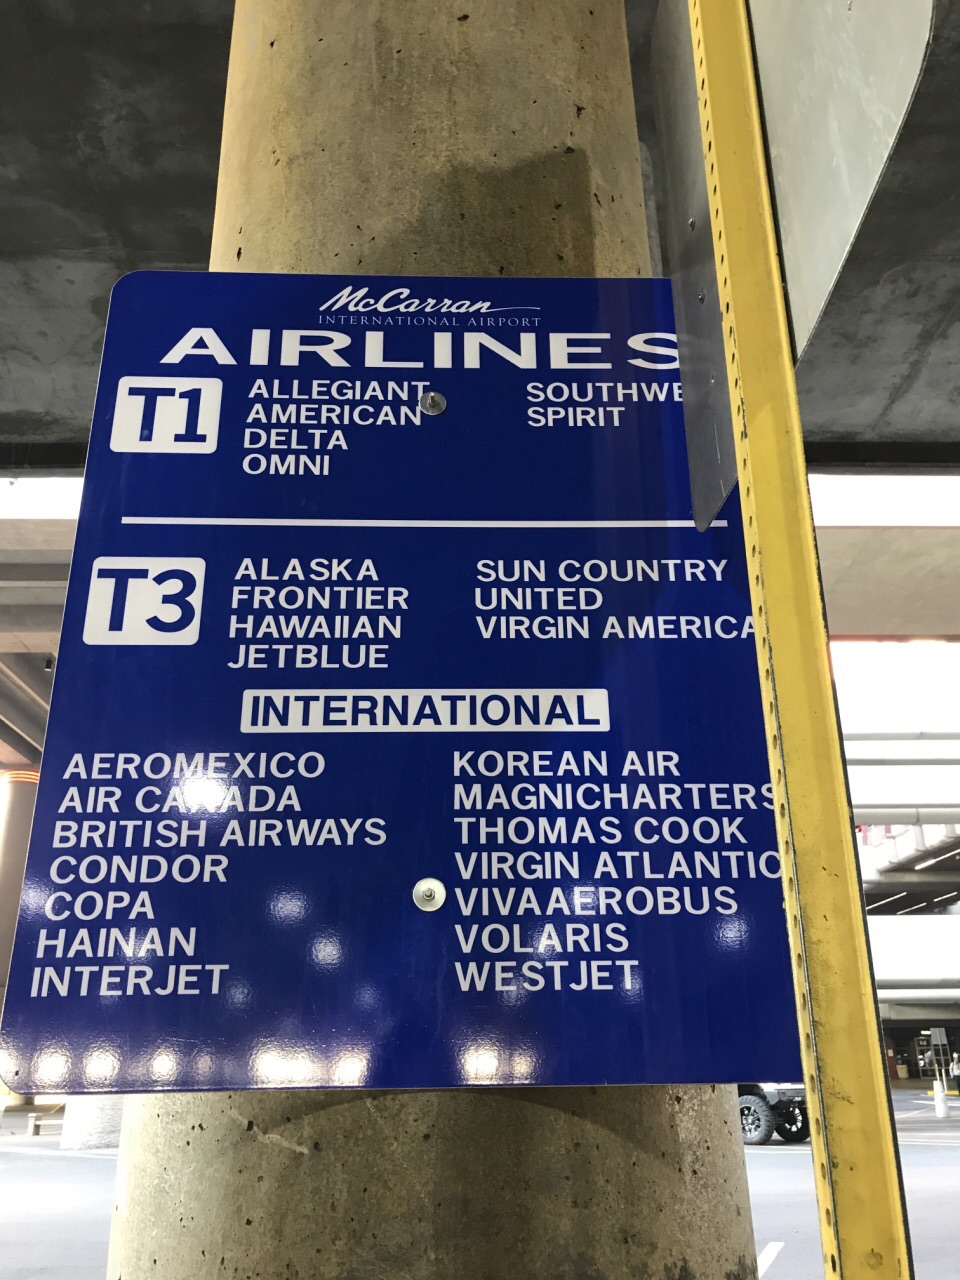 McCarran
INTERNATIONAL AIRPORT
AIRLINES
T1
ALLEGIANT
AMERICAN
DELTA
OMNI
SOUTHWE
SPIRIT
T3
ALASKA
FRONTIER
HAWAIIAN
JETBLUE
SUN COUNTRY
UNITED
VIRGIN AMERICA
INTERNATIONAL
AEROMEXICO
AIR CANADA
BRITISH AIRWAYS
CONDOR
COPA
HAINAN
INTERJET
KOREAN AIR
MAGNICHARTERS
THOMAS COOK
VIRGIN ATLANTIC
VIVAAEROBUS
VOLARIS
WESTJET